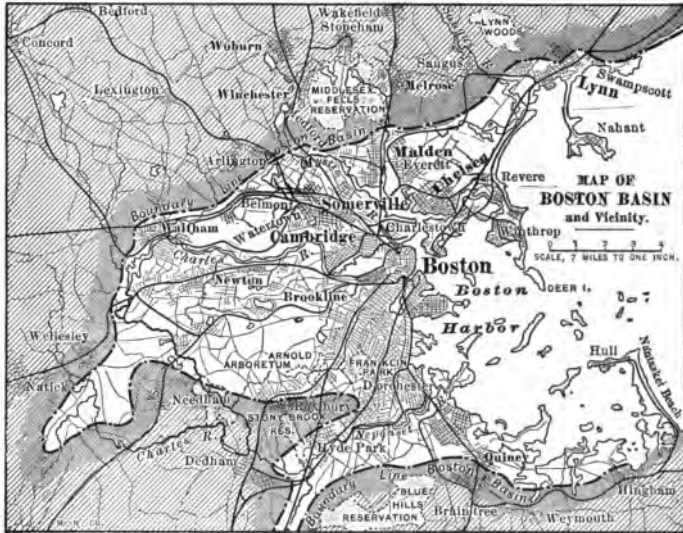 Bedford
Wakefield
Stoneham
LYNN
WOODS
Concord
Woburn
Saugus
Swampscott
Lynn
Lexington
Winchester
MIDDLESEX
FELLS
RESERVATION
Melrose
Nahant
Basin
Arlington
Mystic
R.
Malden
Everett
Chelsea
Revere
MAP OF
BOSTON BASIN
and Vicinity.
Boundary
Line
Belmont
Somerville
Waltham
Watertown
Cambridge
Charlestown
Winthrop
SCALE, 7 MILES TO ONE INCH.
Charles
R.
Newton
Boston
Boston
DEER I.
Brookline
Harbor
Wellesley
ARNOLD
ARBORETUM
FRANKLIN
PARK
Hull
Nantasket Beach
Natick
Needham
Dorchester
STONY BROOK
RES.
Roxbury
Charles R.
Neponset
Dedham
Hyde Park
Quincy
Boundary
Line
Boston
Basin
BLUE
HILLS
RESERVATION
Hingham
Braintree
Weymouth